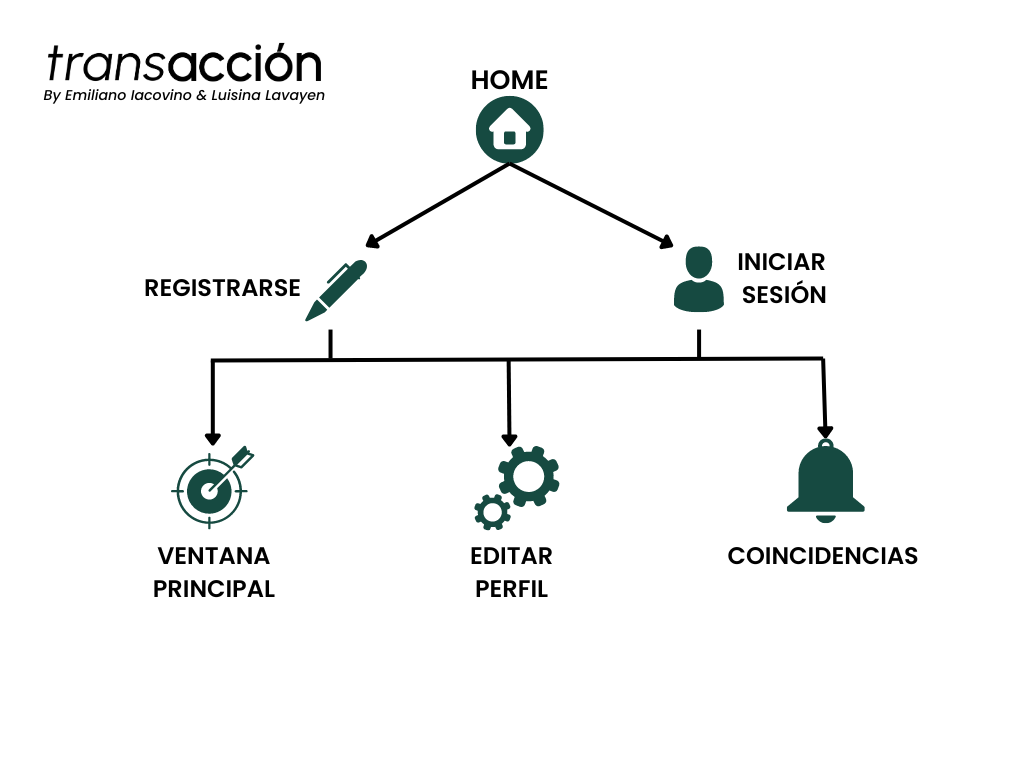 transacción
By Emiliano Iacovino & Luisina Lavayen
HOME
REGISTRARSE
INICIAR
SESIÓN
VENTANA
PRINCIPAL
EDITAR
PERFIL
COINCIDENCIAS